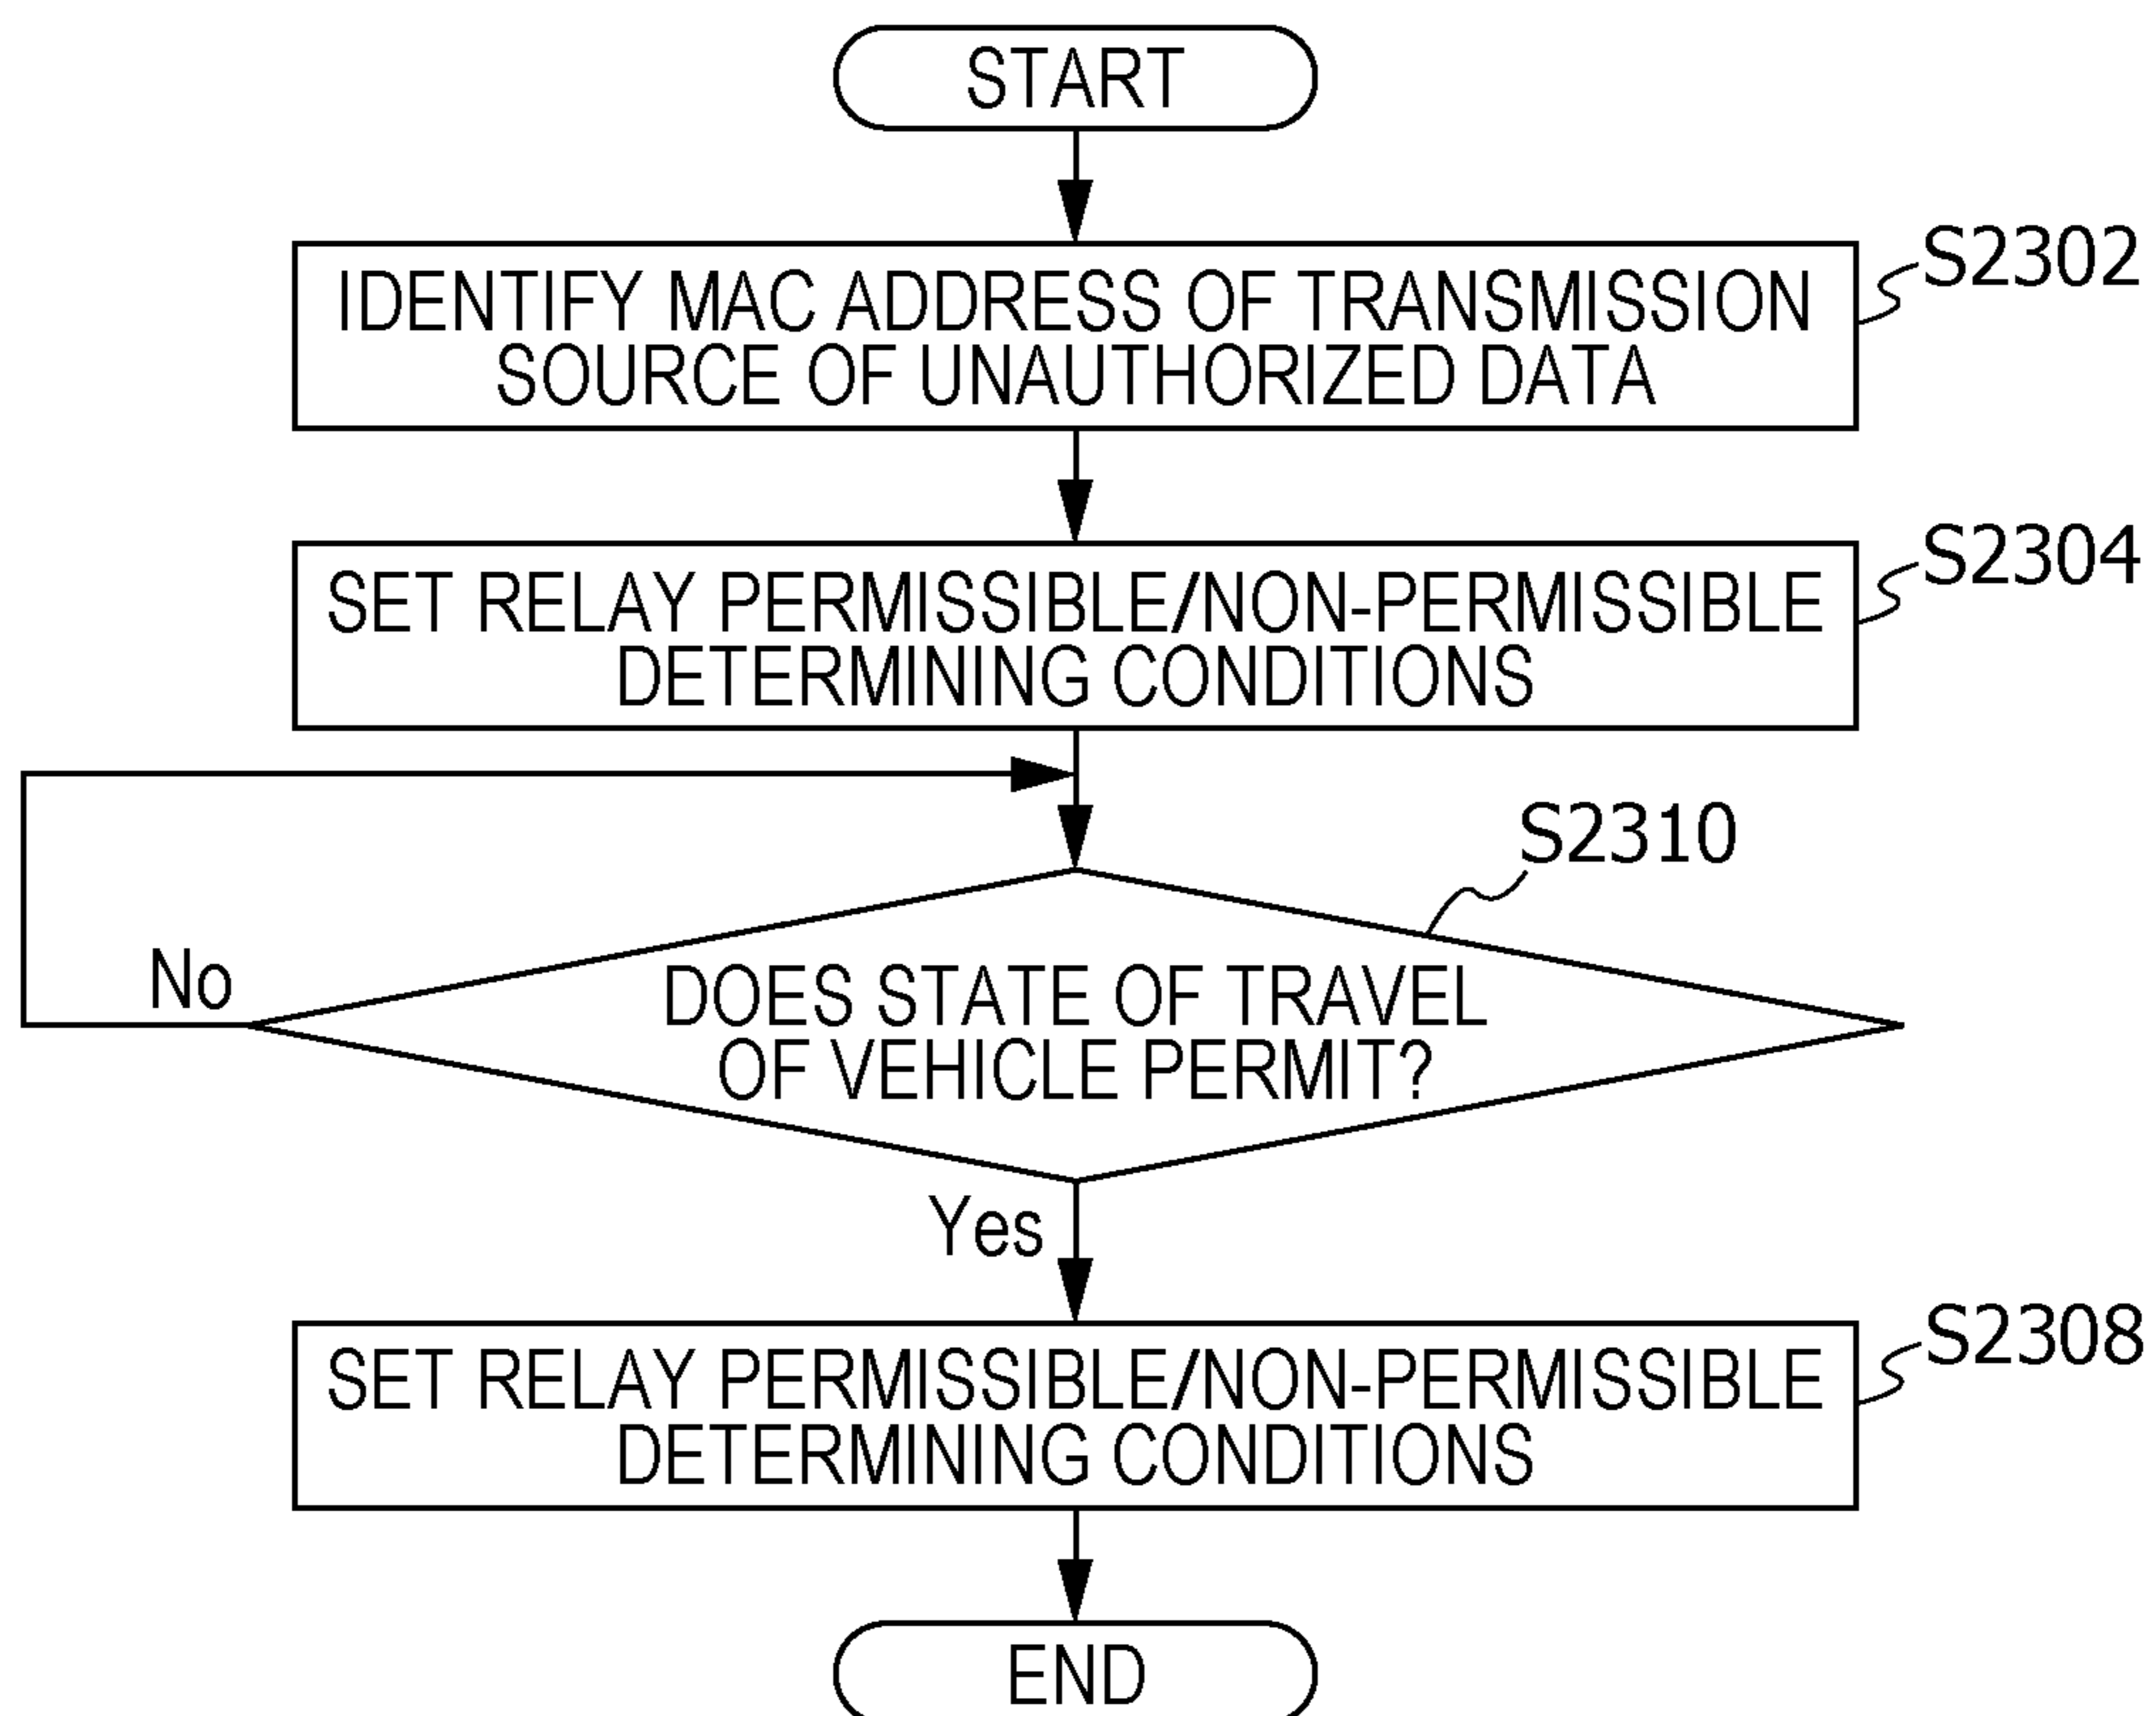 START
S2302
IDENTIFY MAC ADDRESS OF TRANSMISSION
SOURCE OF UNAUTHORIZED DATA
S2304
SET RELAY PERMISSIBLE/NON-PERMISSIBLE
DETERMINING CONDITIONS
S2310
No
DOES STATE OF TRAVEL
OF VEHICLE PERMIT?
Yes
S2308
SET RELAY PERMISSIBLE/NON-PERMISSIBLE
DETERMINING CONDITIONS
END